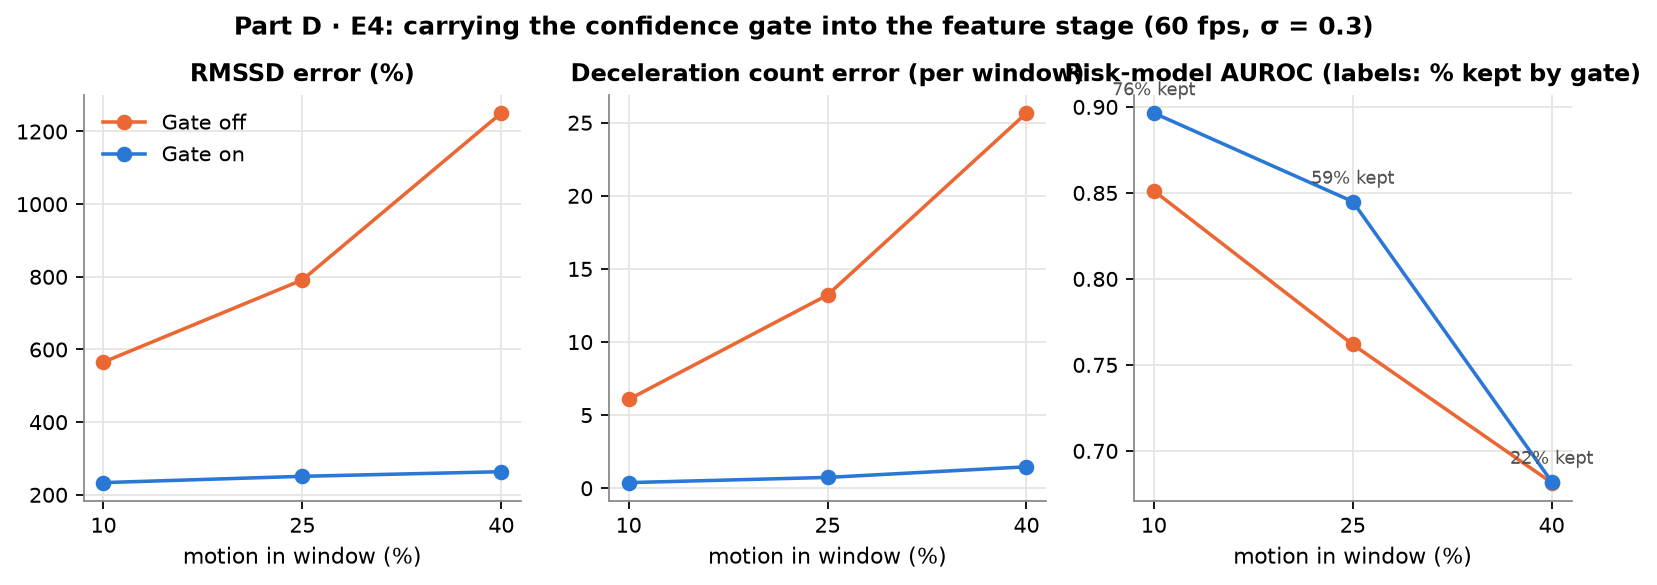 Part D · E4: carrying the confidence gate into the feature stage (60 fps, σ = 0.3)
RMSSD error (%)
Gate off
Gate on
1200
1000
800
600
400
200
10
25
40
motion in window (%)
Deceleration count error (per window)
25
20
15
10
5
0
10
25
40
motion in window (%)
Risk-model AUROC (labels: % kept by gate)
76% kept
59% kept
22% kept
0.90
0.85
0.80
0.75
0.70
10
25
40
motion in window (%)